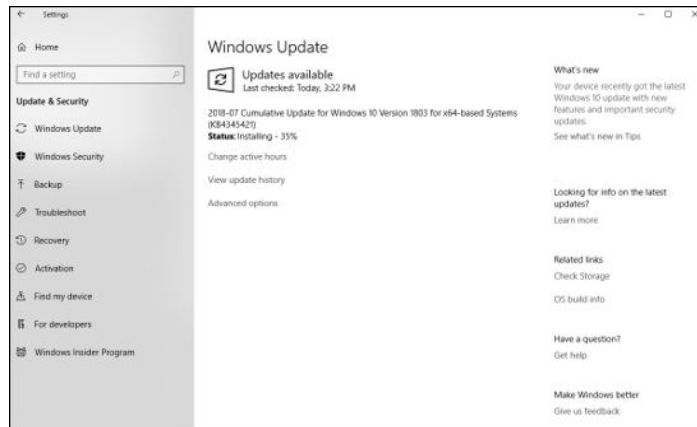 Settings
Home
Find a setting
Update & Security
Windows Update
Windows Security
Backup
Troubleshoot
Recovery
Activation
Find my device
For developers
Windows Insider Program
Windows Update
Updates available
Last checked: Today, 3:22 PM
2018-07 Cumulative Update for Windows 10 Version 1803 for x64-based Systems
(KB4345421)
Status: Installing - 35%
Change active hours
View update history
Advanced options
What's new
Your device recently got the latest
Windows 10 update with new
features and important security
updates.
See what's new in Tips
Looking for info on the latest
updates?
Learn more
Related links
Check Storage
OS build info
Have a question?
Get help
Make Windows better
Give us feedback